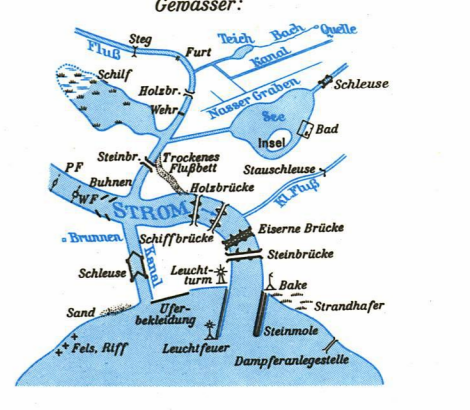 Gewässer:
Steg
Teich
Bach
Quelle
Fluß
Furt
Kanal
Schilf
Holzbr.
Schleuse
Nasser Graben
Wehr
See
Bad
Insel
Steinbr.
Trockenes
Flußbett
Stauschleuse
PF
Buhnen
Holzbrücke
WF
Kl.Fluß
STROM
Eiserne Brücke
Brunnen
Schiffbrücke
Kanal
Steinbrücke
Schleuse
Leucht-
turm
Bake
Sand
Ufer-
bekleidung
Strandhafer
Fels, Riff
Leuchtfeuer
Steinmole
Dampferanlegestelle